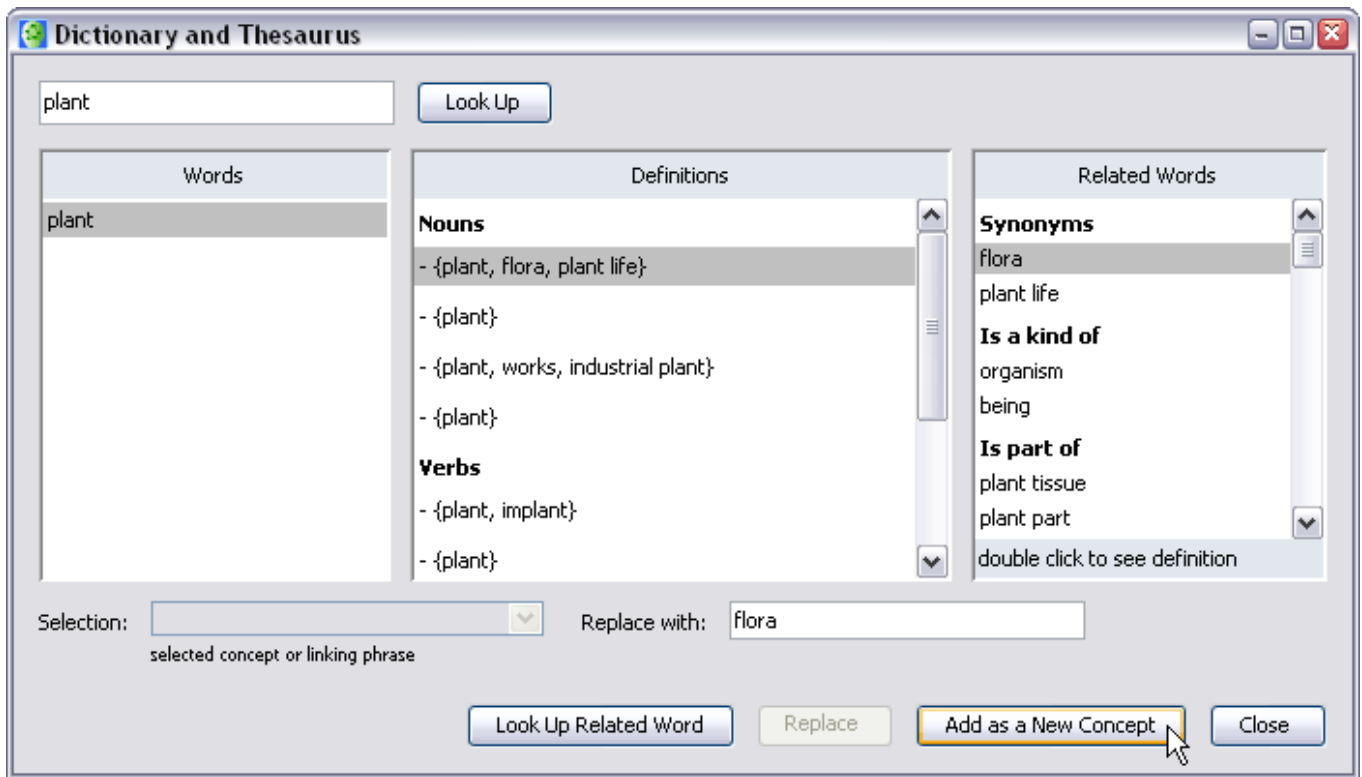 Dictionary and Thesaurus
plant
Look Up
Words
plant
Definitions
Nouns
- {plant, flora, plant life}
- {plant}
- {plant, works, industrial plant}
- {plant}
Verbs
- {plant, implant}
- {plant}
Related Words
Synonyms
flora
plant life
Is a kind of
organism
being
Is part of
plant tissue
plant part
double click to see definition
Selection:
selected concept or linking phrase
Replace with: flora
Look Up Related Word Replace Add as a New Concept Close